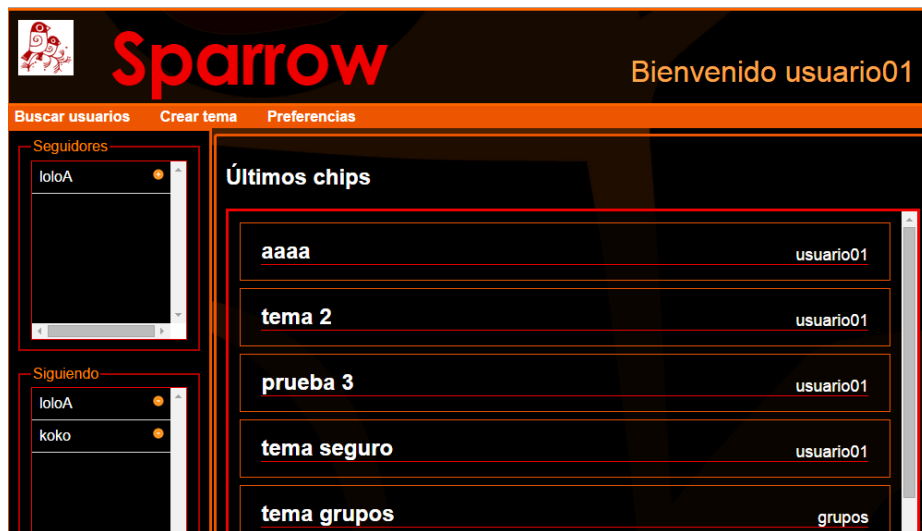 Sparrow
Bienvenido usuario01
Buscar usuarios Crear tema Preferencias
Seguidores
loloA
Siguiendo
loloA
koko
Últimos chips
aaaa usuario01
tema 2 usuario01
prueba 3 usuario01
tema seguro usuario01
tema grupos grupos